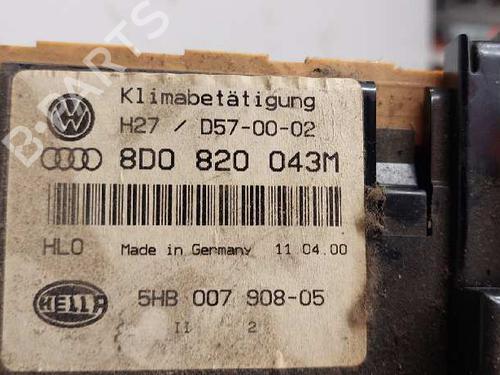 Klimabetätigung
H27 / D57-00-02
8D0 820 043M
HLO Made in Germany 11 04.00
HELLA 5HB 007 908-05
II 2
B-PARTS